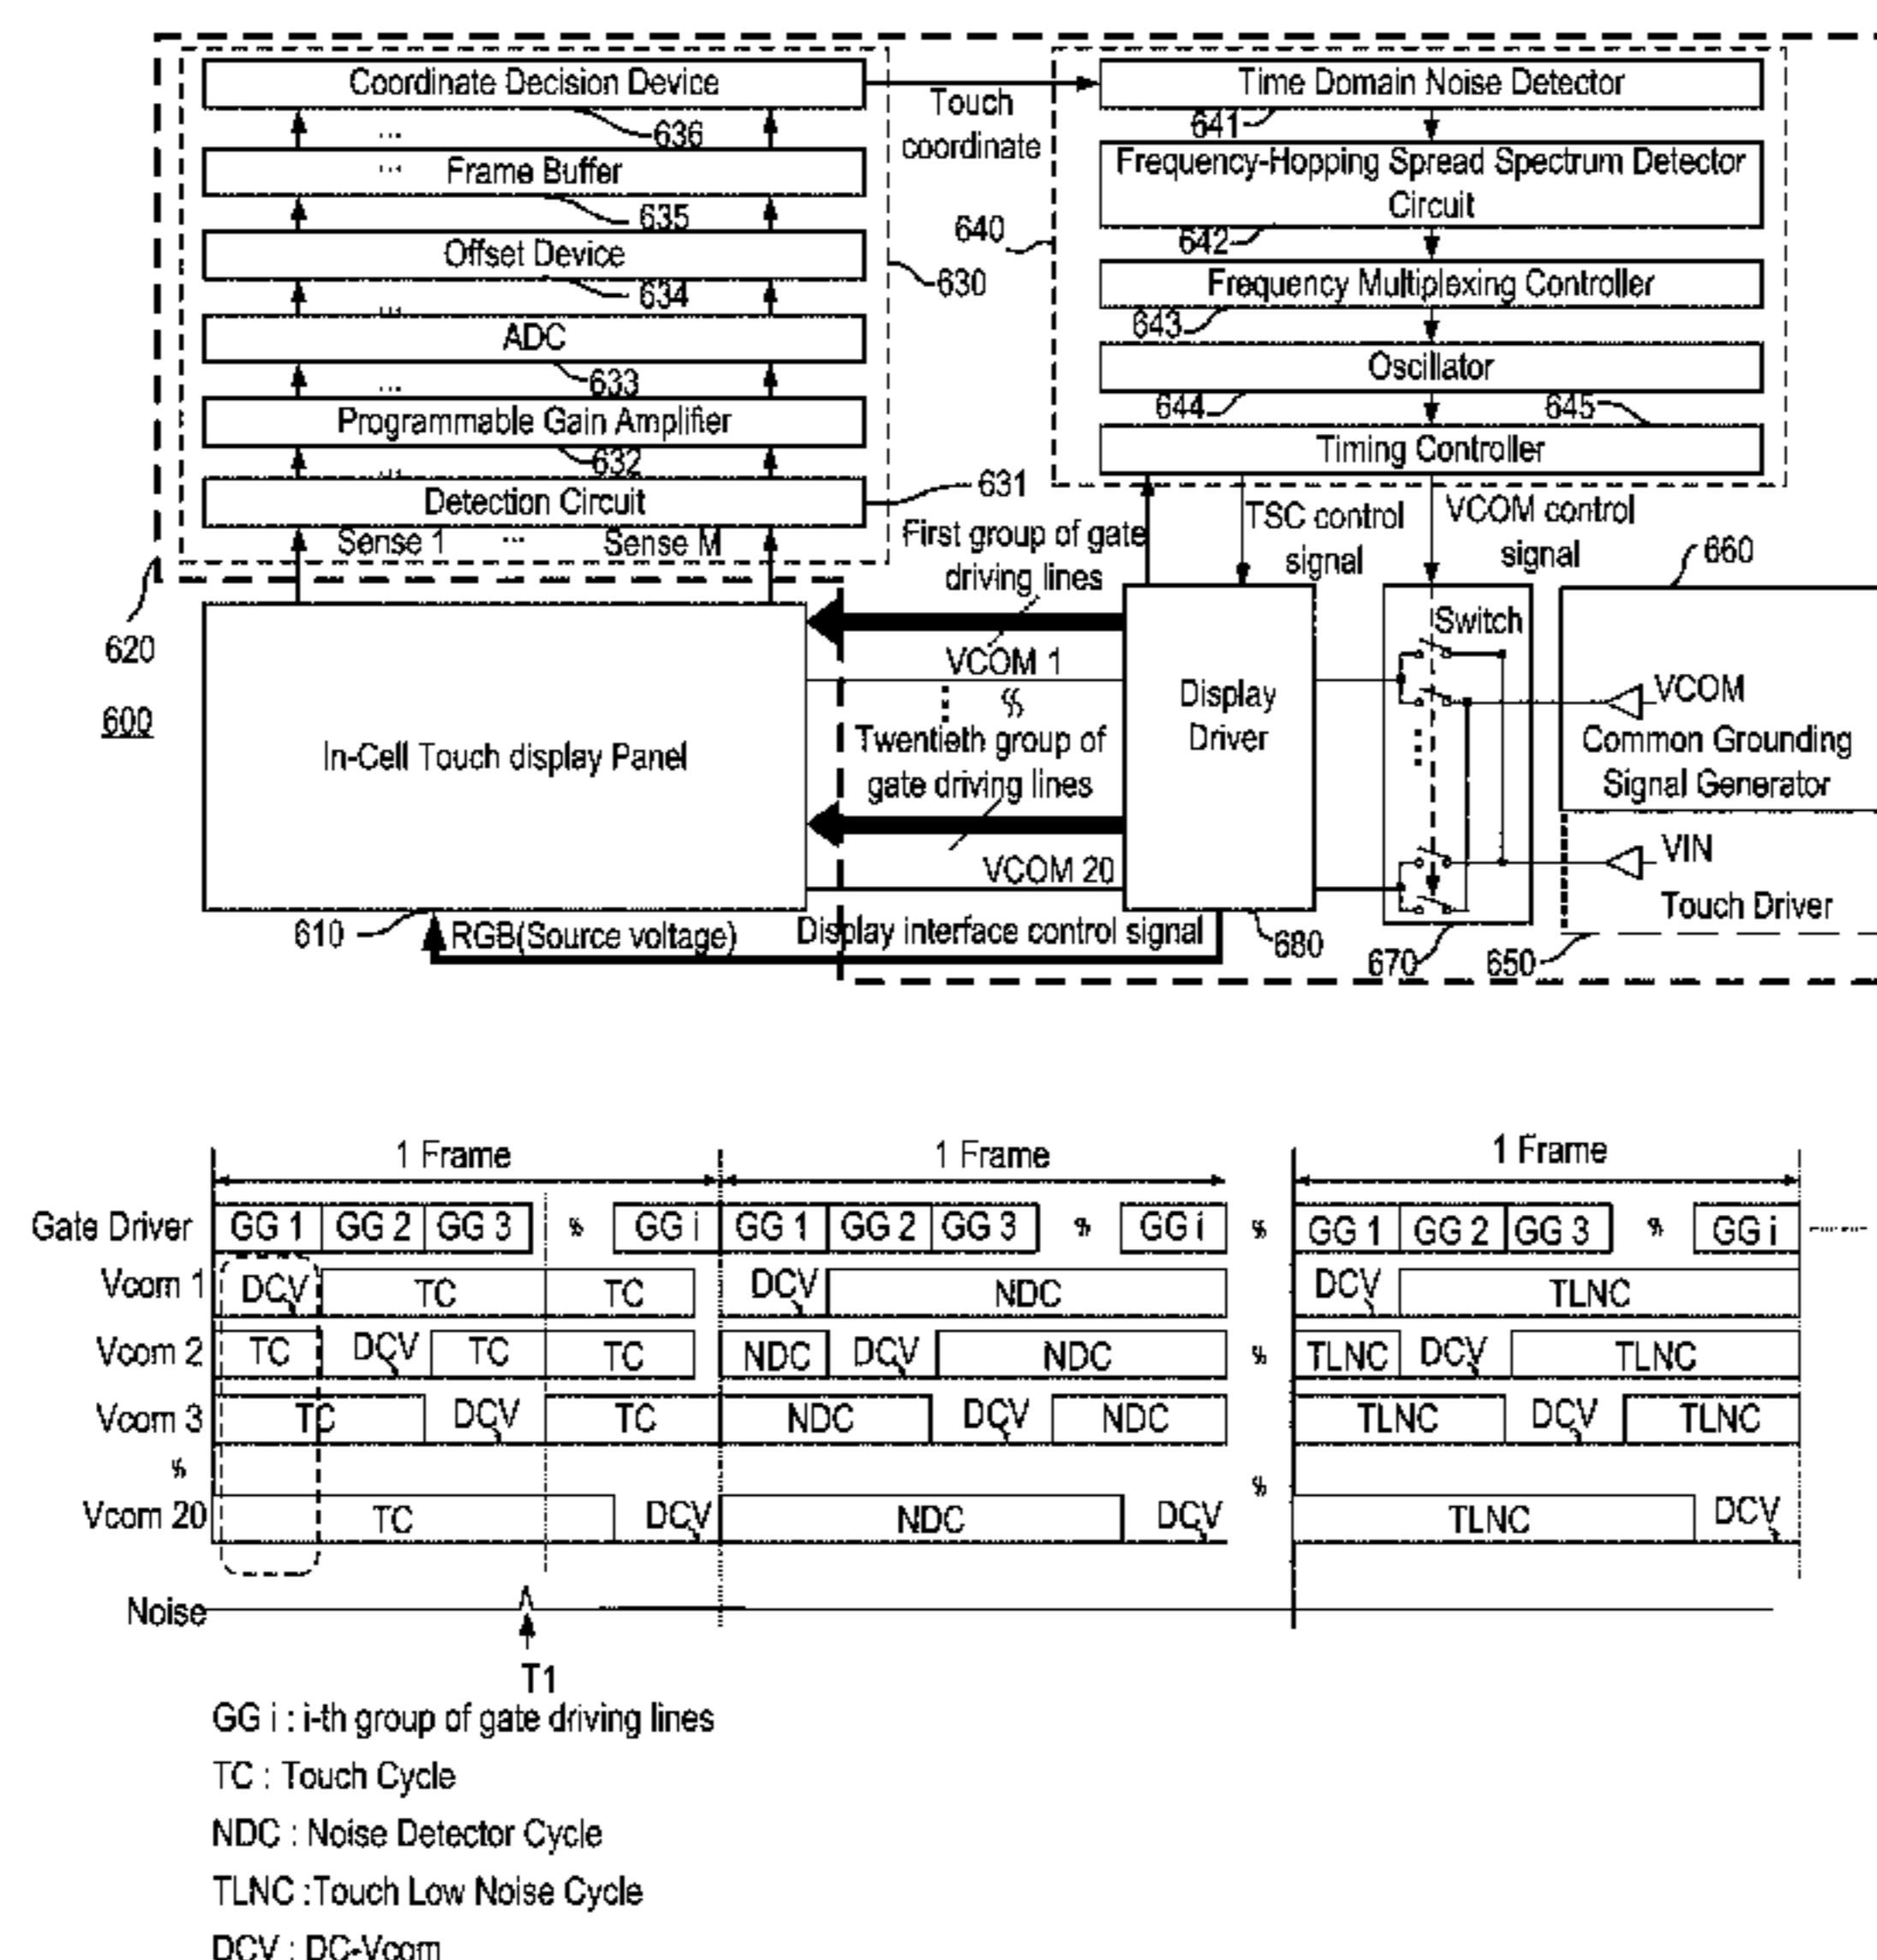 Coordinate Decision Device
636
Frame Buffer
635
Offset Device
634
ADC
633
Programmable Gain Amplifier
632
Detection Circuit
631
Sense 1 ... Sense M
630
620
600
Touch
coordinate
Time Domain Noise Detector
641
Frequency-Hopping Spread Spectrum Detector
Circuit
642
640
Frequency Multiplexing Controller
643
Oscillator
644
645
Timing Controller
TSC control
signal
VCOM control
signal
First group of gate
driving lines
VCOM 1
Twentieth group of
gate driving lines
VCOM 20
In-Cell Touch display Panel
610
RGB(Source voltage)
Display interface control signal
Display
Driver
680
Switch
670
660
VCOM
Common Grounding
Signal Generator
VIN
Touch Driver
650
1 Frame 1 Frame 1 Frame
Gate Driver GG 1 GG 2 GG 3 GG i GG 1 GG 2 GG 3 GG i GG 1 GG 2 GG 3 GG i
Vcom 1 DCV TC TC DCV NDC DCV TLNC
Vcom 2 TC DCV TC TC NDC DCV NDC TLNC DCV TLNC
Vcom 3 TC DCV TC NDC DCV NDC TLNC DCV TLNC
Vcom 20 TC DCV NDC DCV TLNC DCV
Noise
T1
GG i : i-th group of gate driving lines
TC : Touch Cycle
NDC : Noise Detector Cycle
TLNC :Touch Low Noise Cycle
DCV : DC-Vcom